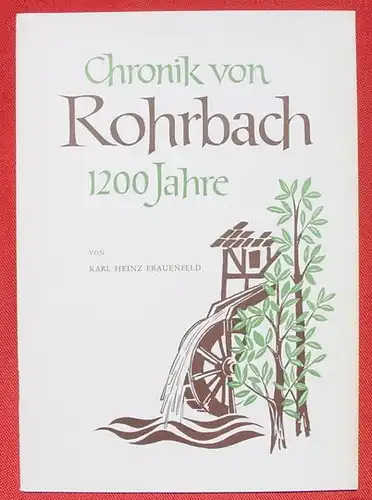 Chronik von
Rohrbach
1200 Jahre
VON
KARL HEINZ FRAUENFELD